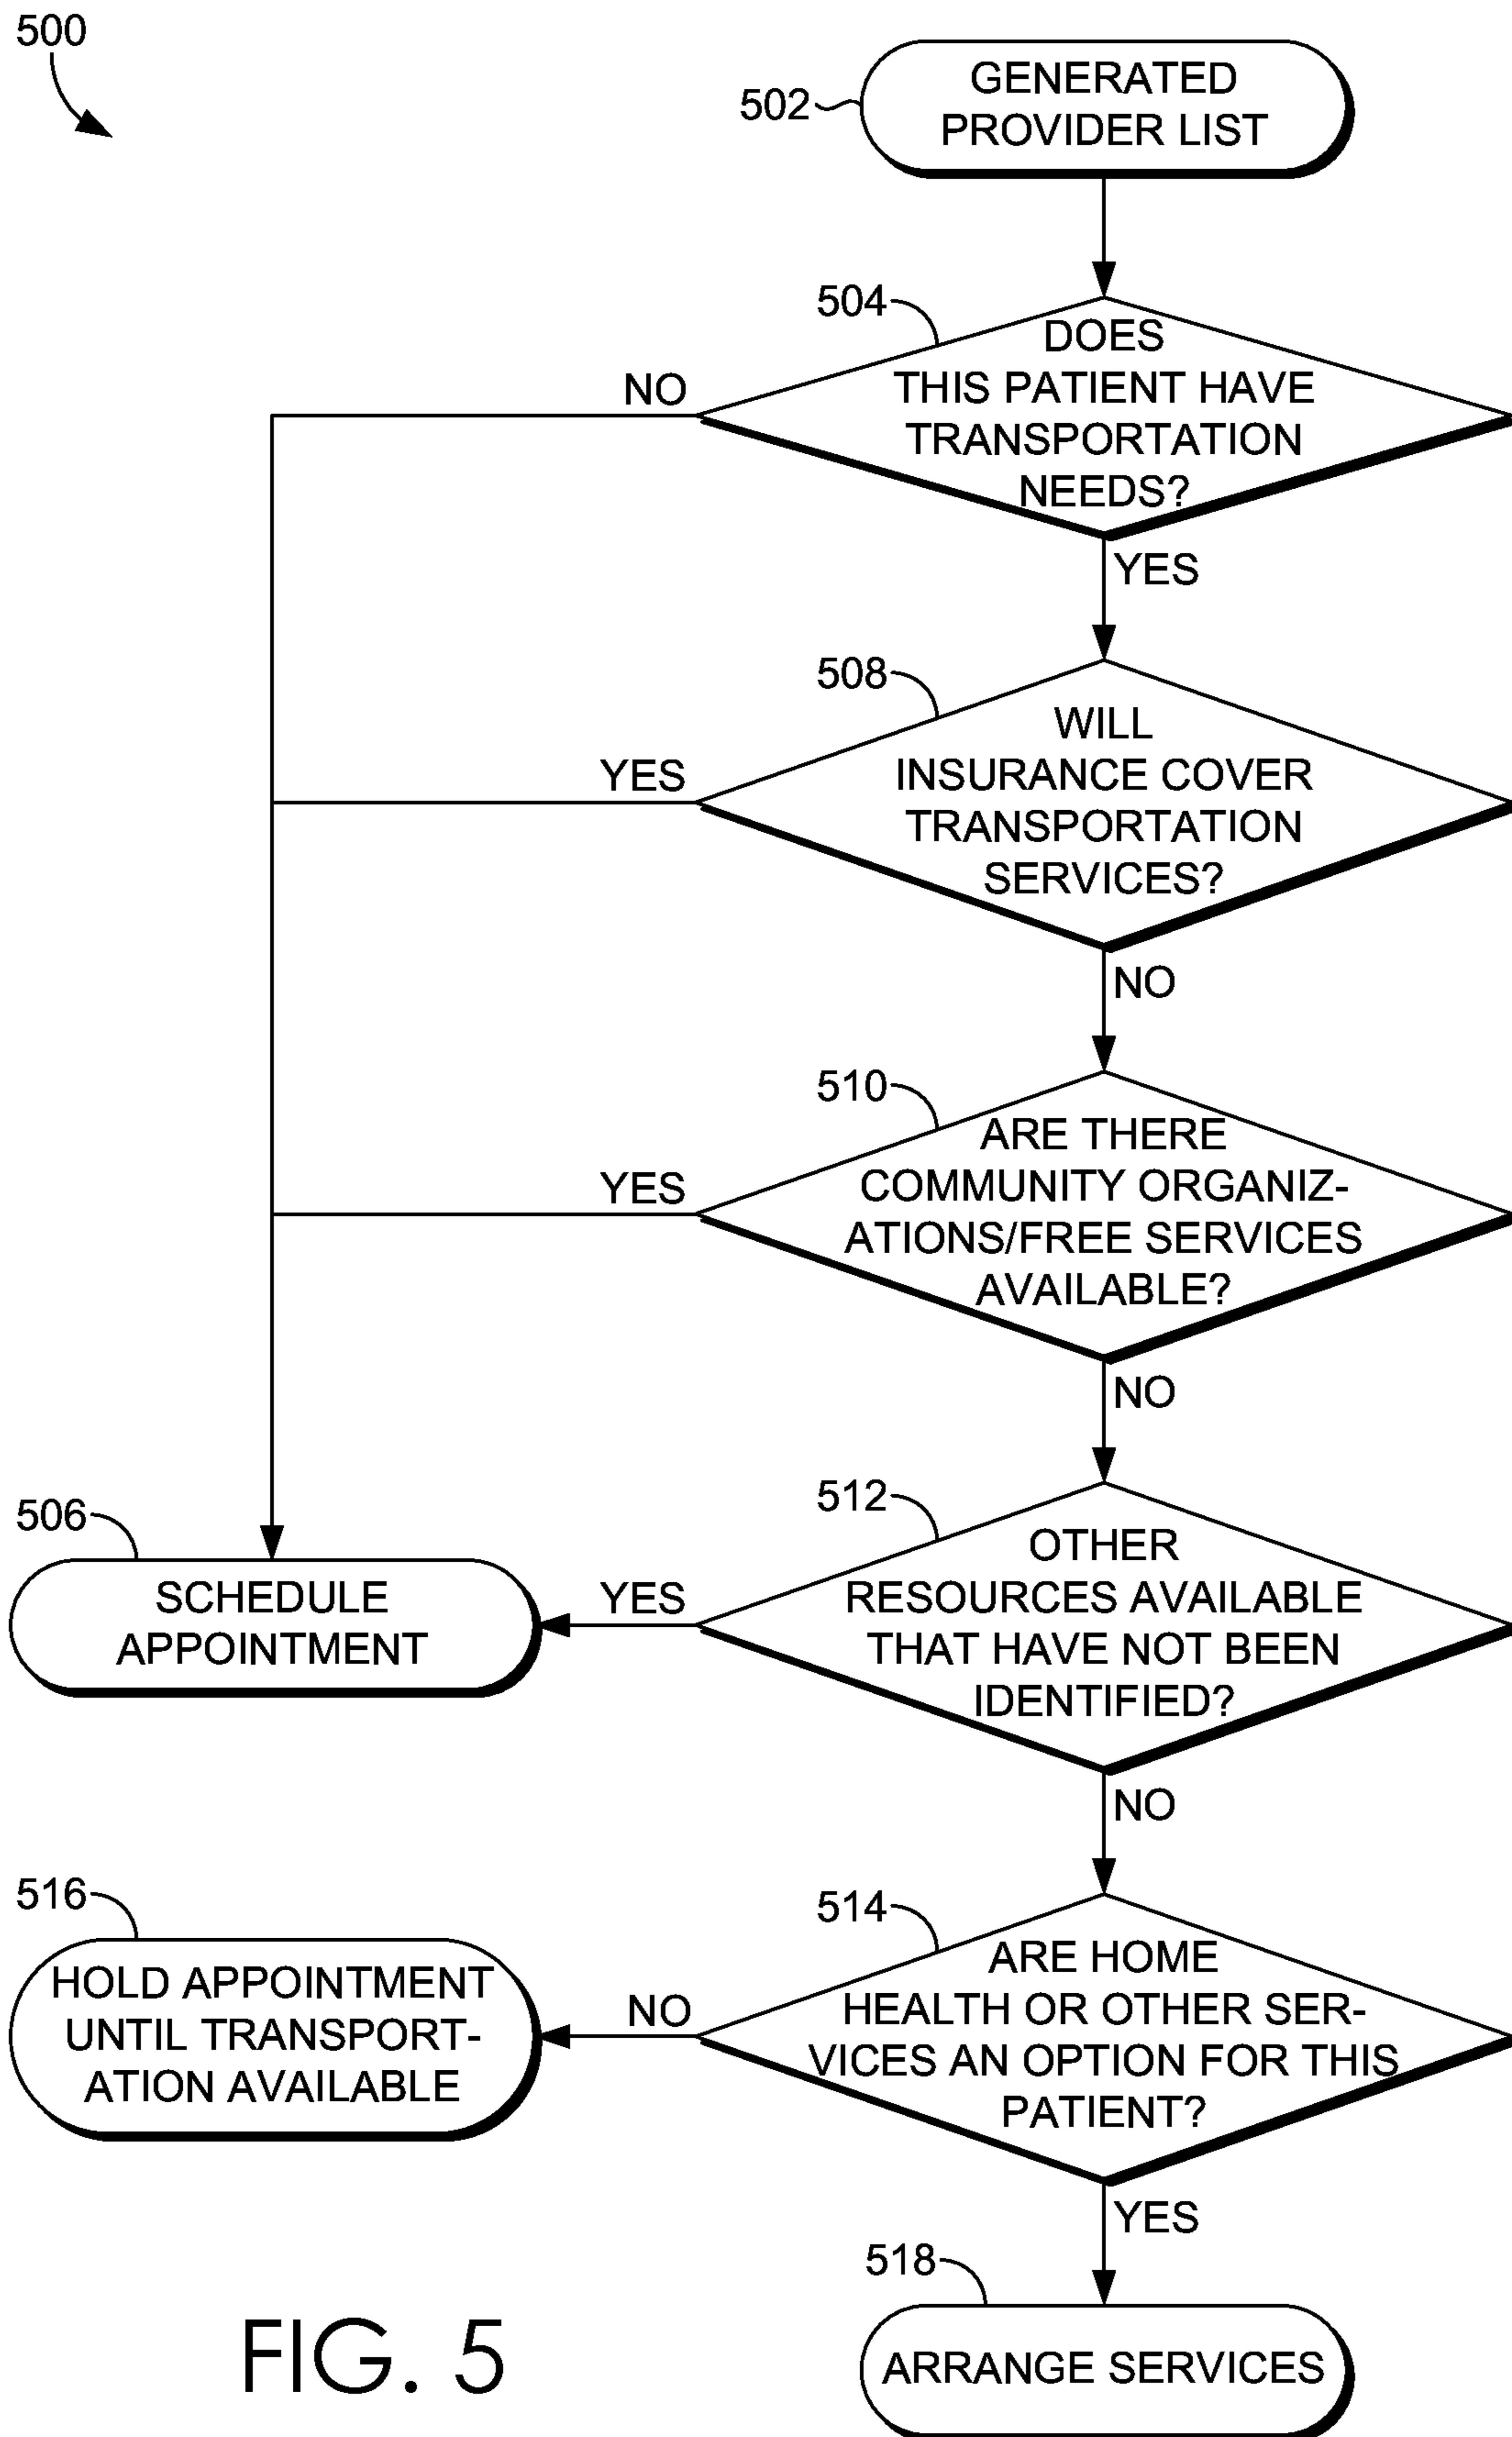 500
GENERATED
PROVIDER LIST
502
504
DOES
THIS PATIENT HAVE
TRANSPORTATION
NEEDS?
NO
YES
508
WILL
INSURANCE COVER
TRANSPORTATION
SERVICES?
YES
NO
510
ARE THERE
COMMUNITY ORGANIZ-
ATIONS/FREE SERVICES
AVAILABLE?
YES
NO
512
OTHER
RESOURCES AVAILABLE
THAT HAVE NOT BEEN
IDENTIFIED?
YES
506
SCHEDULE
APPOINTMENT
NO
514
ARE HOME
HEALTH OR OTHER SER-
VICES AN OPTION FOR THIS
PATIENT?
NO
516
HOLD APPOINTMENT
UNTIL TRANSPORT-
ATION AVAILABLE
YES
518
ARRANGE SERVICES
FIG. 5